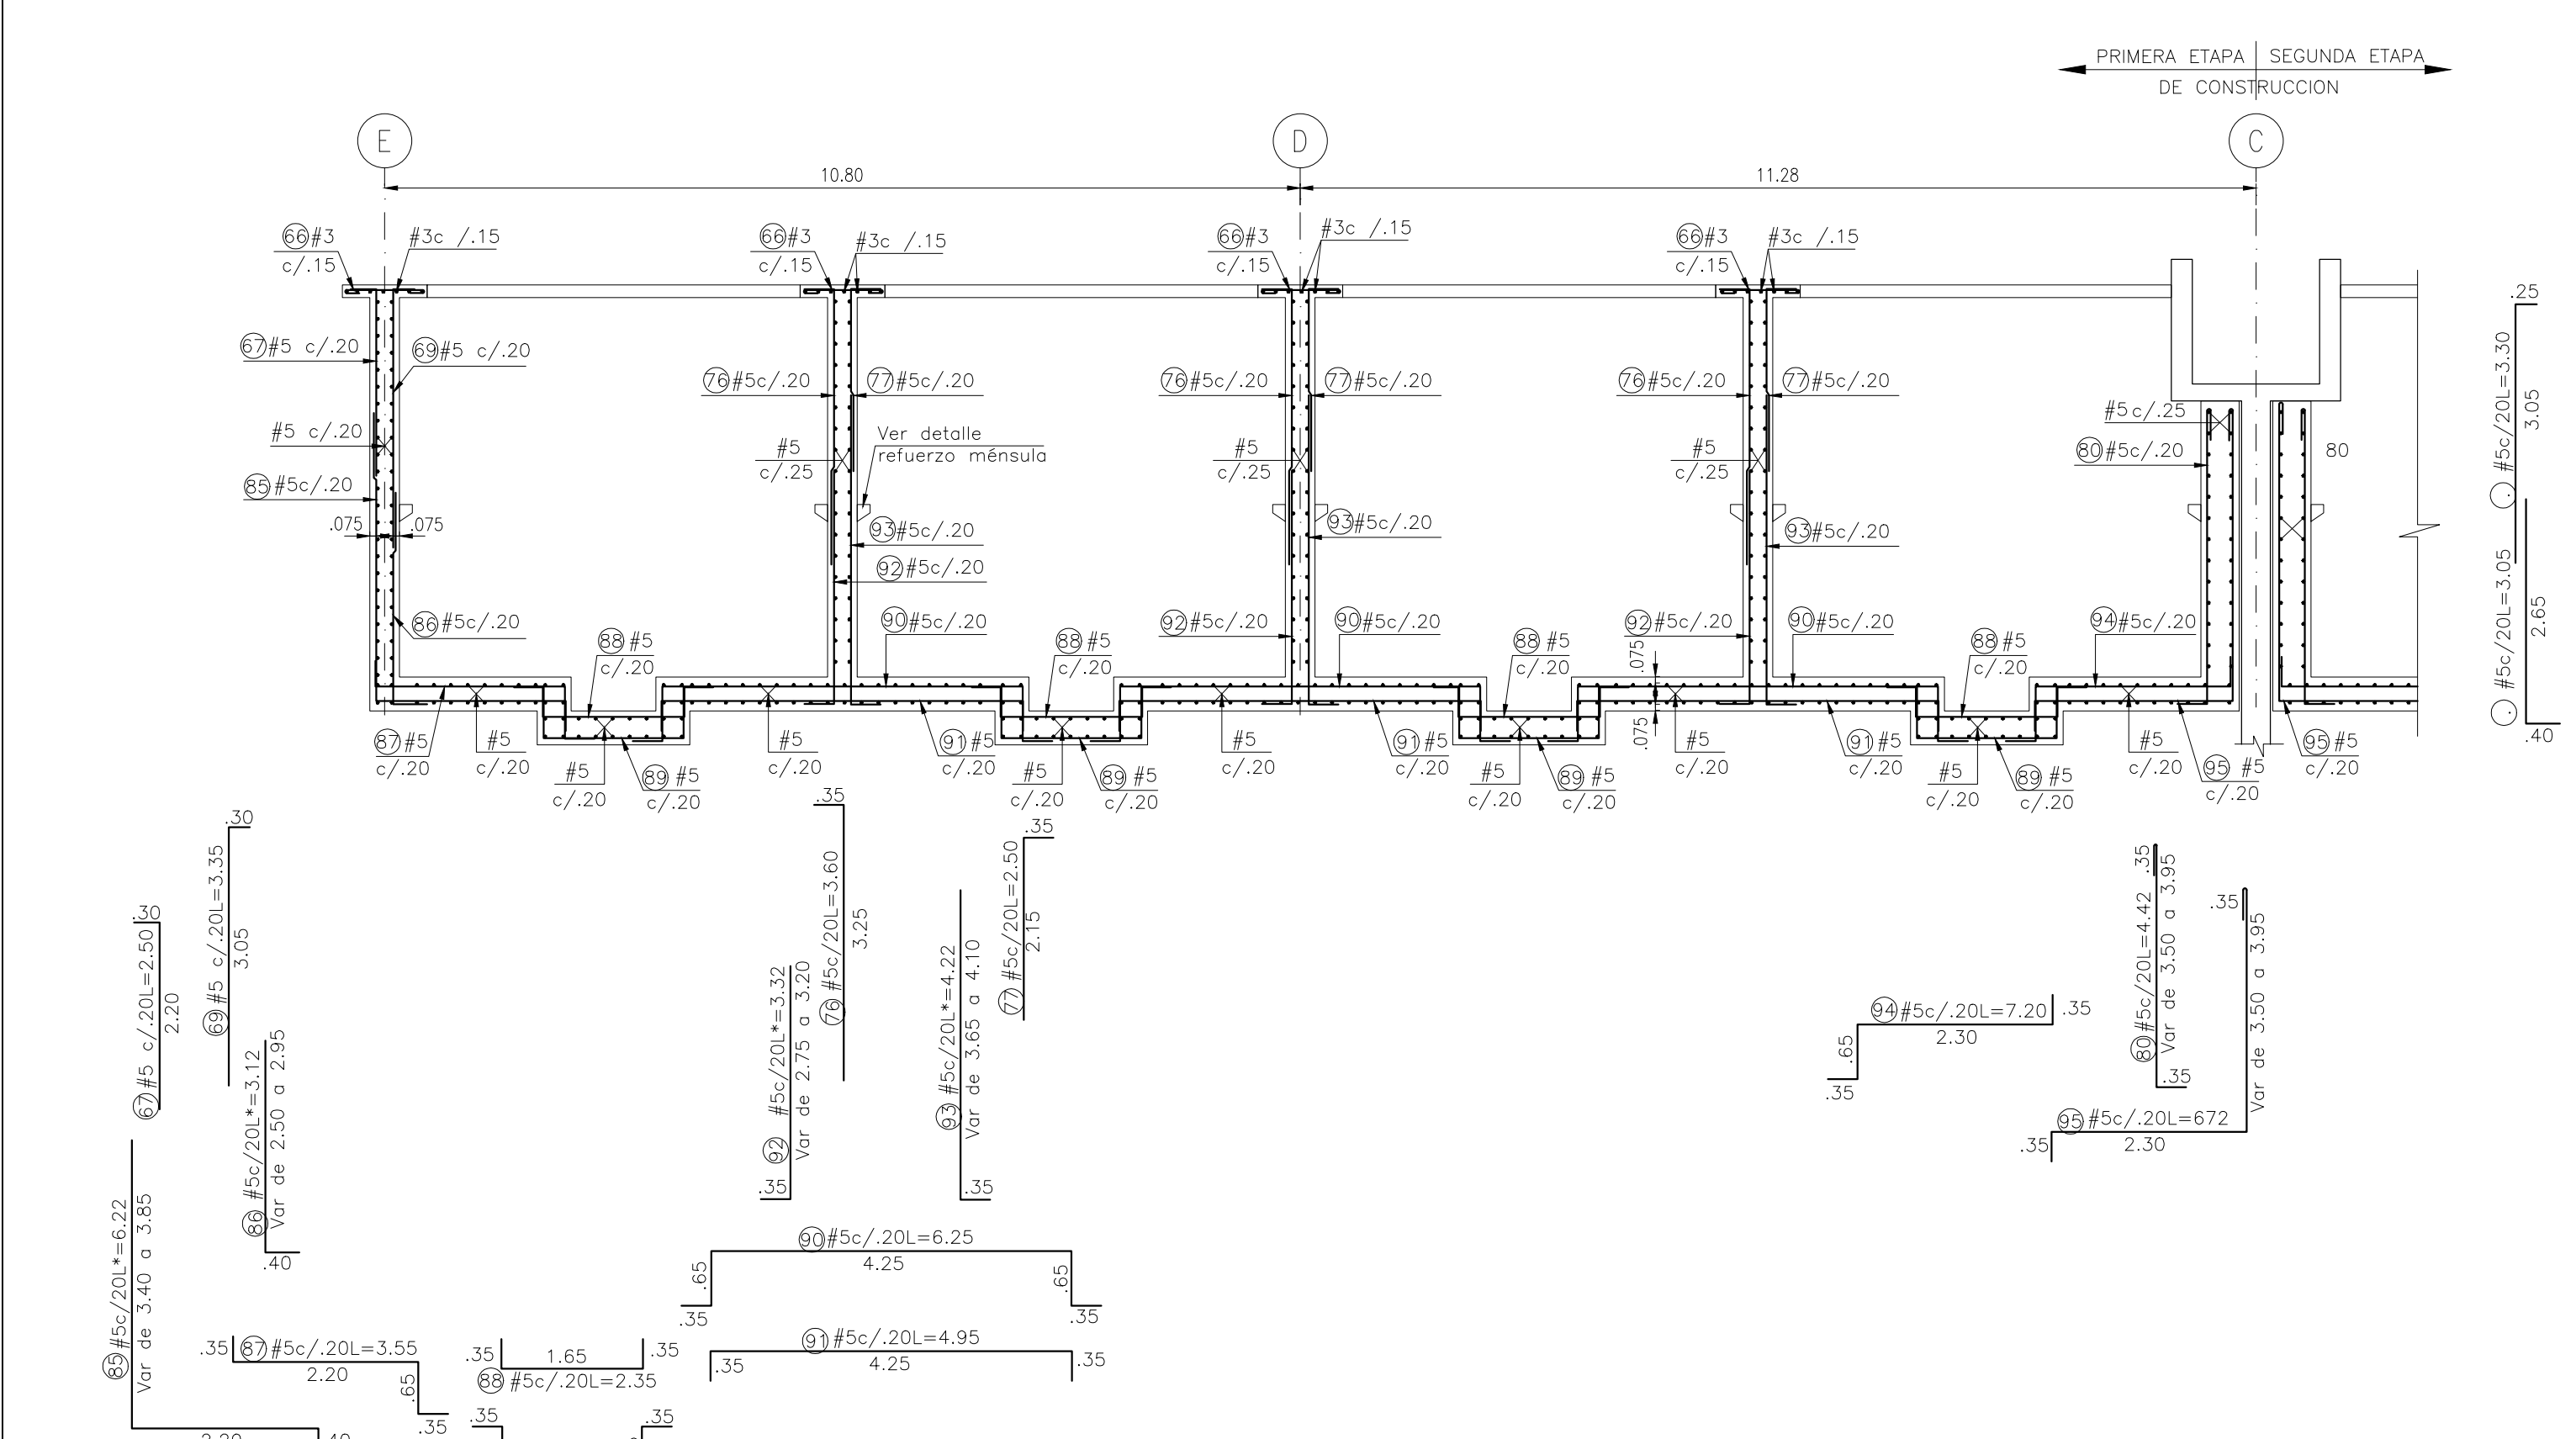 PRIMERA ETAPA SEGUNDA ETAPA
DE CONSTRUCCION
E
D
C
10.80
11.28
66 #3
c/.15
#3c /.15
66 #3
c/.15
#3c /.15
66 #3
c/.15
#3c /.15
66 #3
c/.15
#3c /.15
67 #5 c/.20
69 #5 c/.20
#5 c/.20
85 #5c/.20
.075
.075
86 #5c/.20
76 #5c/.20
77 #5c/.20
#5
c/.25
Ver detalle
refuerzo ménsula
93 #5c/.20
92 #5c/.20
90 #5c/.20
76 #5c/.20
77 #5c/.20
#5
c/.25
93 #5c/.20
92 #5c/.20
90 #5c/.20
76 #5c/.20
77 #5c/.20
#5
c/.25
93 #5c/.20
92 #5c/.20
90 #5c/.20
#5c/.25
80 #5c/.20
80
94 #5c/.20
88 #5
c/.20
88 #5
c/.20
88 #5
c/.20
.075
.075
88 #5
c/.20
87 #5
c/.20
#5
c/.20
#5
c/.20
89 #5
c/.20
#5
c/.20
91 #5
c/.20
#5
c/.20
89 #5
c/.20
#5
c/.20
91 #5
c/.20
#5
c/.20
89 #5
c/.20
#5
c/.20
91 #5
c/.20
#5
c/.20
89 #5
c/.20
#5
c/.20
95 #5
c/.20
95 #5
c/.20
.25
#5c/.20L=3.30
3.05
#5c/20L=3.05
2.65
.40
.30
67 #5 c/.20L=2.50
2.20
.30
69 #5 c/.20L=3.35
3.05
86 #5c/20L*=3.12
Var de 2.50 a 2.95
.40
85 #5c/20L*=6.22
Var de 3.40 a 3.85
.35
87 #5c/.20L=3.55
2.20
.65
.35
.35
1.65
.35
88 #5c/.20L=2.35
.35
.35
.35
76 #5c/20L=3.60
3.25
92 #5c/20L*=3.32
Var de 2.75 a 3.20
.35
93 #5c/20L*=4.22
Var de 3.65 a 4.10
.35
.35
77 #5c/20L=2.50
2.15
90 #5c/.20L=6.25
4.25
.65
.65
.35
.35
91 #5c/.20L=4.95
4.25
.35
.35
94 #5c/.20L=7.20
2.30
.35
.65
.35
.35
80 #5c/20L=4.42
Var de 3.50 a 3.95
.35
.35
Var de 3.50 a 3.95
95 #5c/.20L=672
2.30
.35